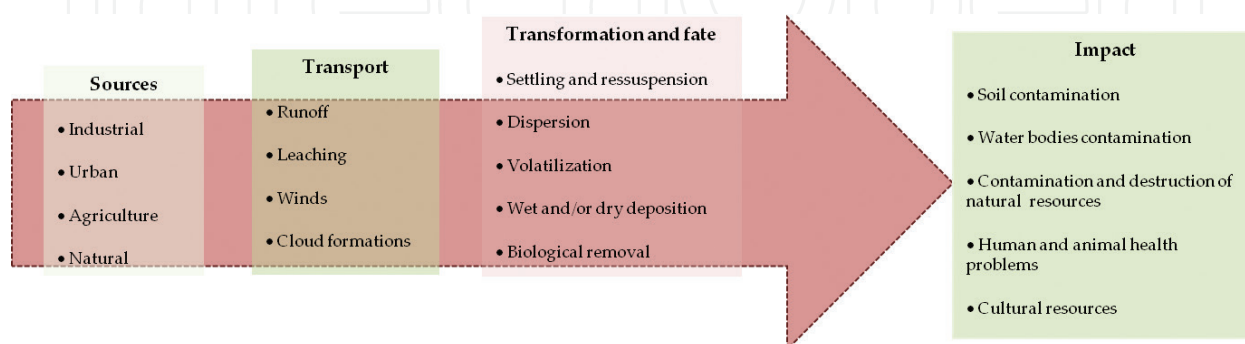 Sources
• Industrial
• Urban
• Agriculture
• Natural
Transport
• Runoff
• Leaching
• Winds
• Cloud formations
Transformation and fate
• Settling and ressuspension
• Dispersion
• Volatilization
• Wet and/or dry deposition
• Biological removal
Impact
• Soil contamination
• Water bodies contamination
• Contamination and destruction of
natural resources
• Human and animal health
problems
• Cultural resources